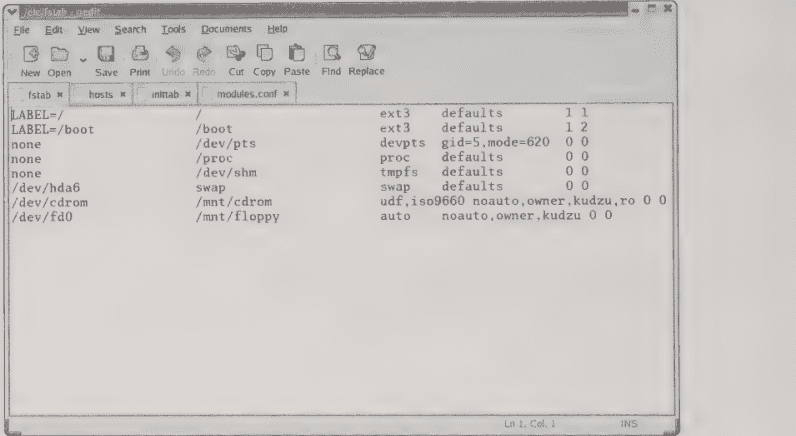 /etc/fstab - gedit
File Edit View Search Tools Documents Help
New Open Save Print Undo Redo Cut Copy Paste Find Replace
fstab hosts inittab modules.conf
LABEL=/ / ext3 defaults 1 1
LABEL=/boot /boot ext3 defaults 1 2
none /dev/pts devpts gid=5,mode=620 0 0
none /proc proc defaults 0 0
none /dev/shm tmpfs defaults 0 0
/dev/hda6 swap swap defaults 0 0
/dev/cdrom /mnt/cdrom udf,iso9660 noauto,owner,kudzu,ro 0 0
/dev/fd0 /mnt/floppy auto noauto,owner,kudzu 0 0
Ln 1, Col. 1 INS